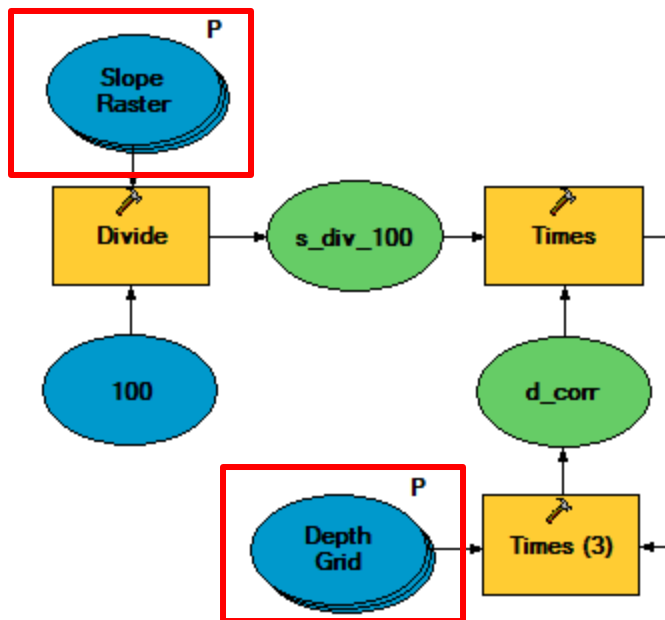 P
Slope
Raster
Divide
s_div_100
Times
100
d_corr
P
Depth
Grid
Times (3)